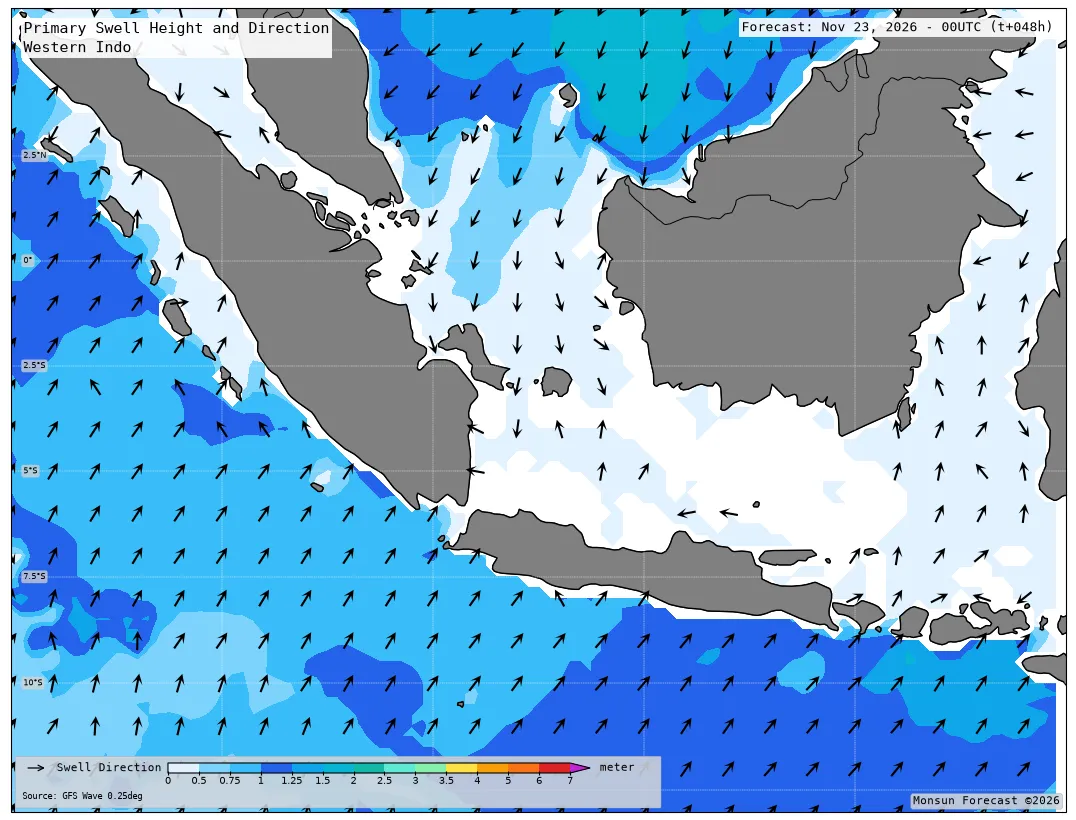 Primary Swell Height and Direction
Western Indo
Forecast: Nov 23, 2026 - 00UTC (t+048h)
2.5°N
0°
2.5°S
5°S
7.5°S
10°S
Swell Direction
0 0.5 0.75 1 1.25 1.5 2 2.5 3 3.5 4 5 6 7
meter
Source: GFS Wave 0.25deg
Monsun Forecast ©2026